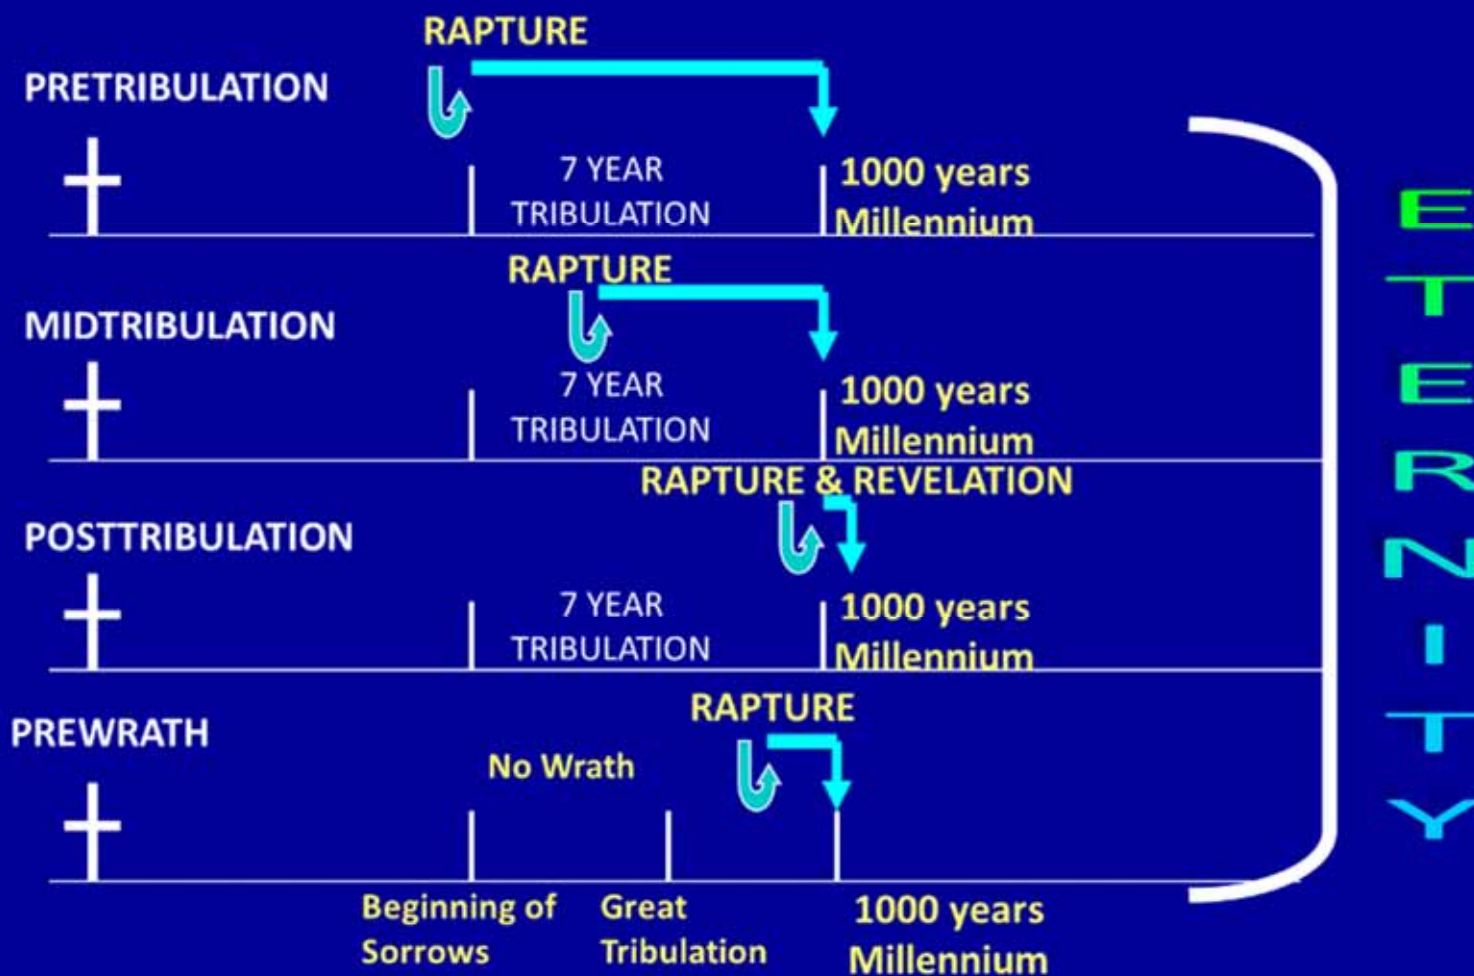 RAPTURE
PRETRIBULATION
7 YEAR
TRIBULATION
1000 years
Millennium
RAPTURE
MIDTRIBULATION
7 YEAR
TRIBULATION
1000 years
Millennium
RAPTURE & REVELATION
POSTTRIBULATION
7 YEAR
TRIBULATION
1000 years
Millennium
RAPTURE
PREWRATH
No Wrath
Beginning of
Sorrows
Great
Tribulation
1000 years
Millennium
ETERNITY